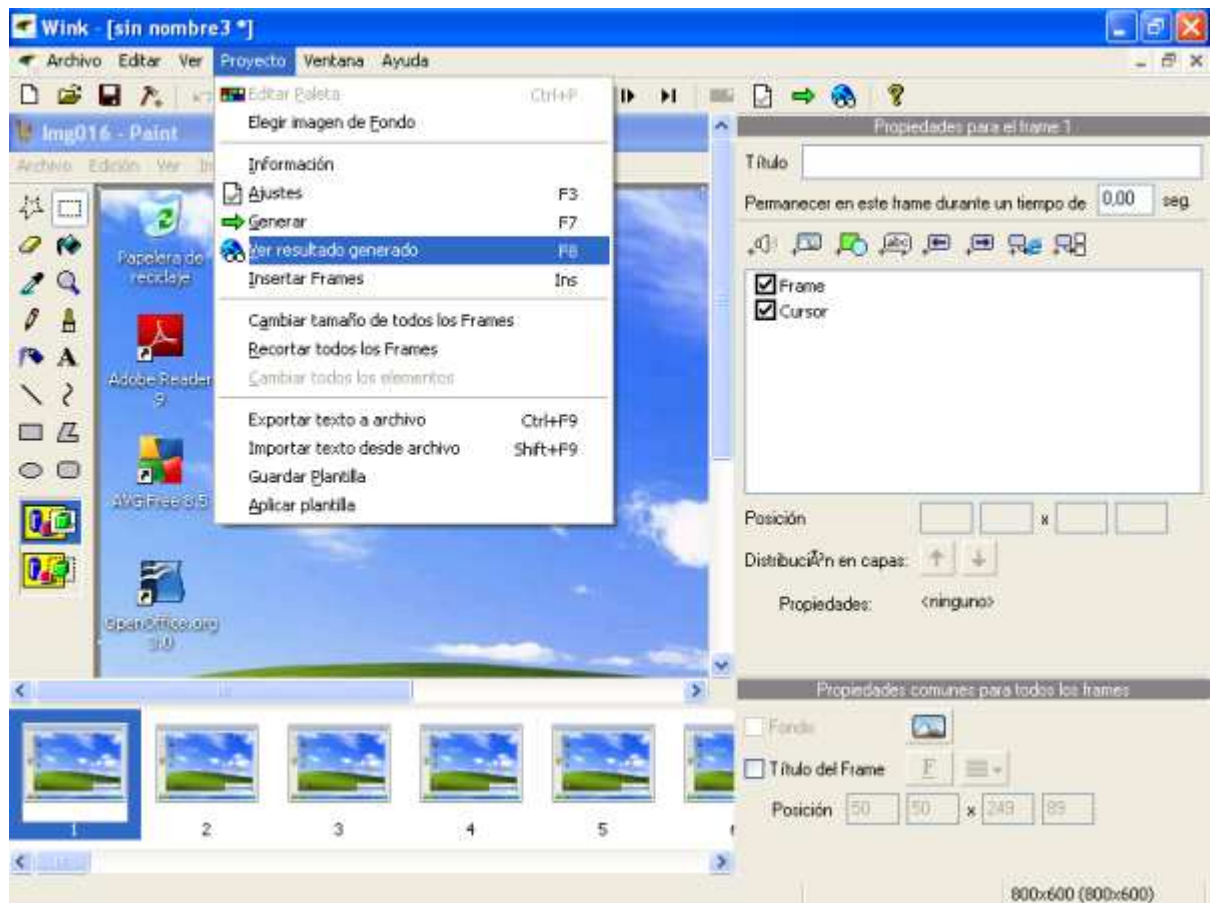 Wink - [sin nombre3 *]
Archivo Editar Ver Proyecto Ventana Ayuda
Img016 - Paint
Archivo Edición Ver
Papelera de
reciclaje
Adobe Reader
9
AVG Free 8.5
OpenOffice.org
3.0
Editar Paleta Ctrl+P
Elegir imagen de Fondo
Información
Ajustes F3
Generar F7
Ver resultado generado F8
Insertar Frames Ins
Cambiar tamaño de todos los Frames
Recortar todos los Frames
Cambiar todos los elementos
Exportar texto a archivo Ctrl+F9
Importar texto desde archivo Shift+F9
Guardar Plantilla
Aplicar plantilla
Propiedades para el frame 1
Título
Permanecer en este frame durante un tiempo de 0,00 seg.
abc
Frame
Cursor
Posición x
DistribuciÃ³n en capas:
Propiedades: <ninguno>
Propiedades comunes para todos los frames
Fondo
Título del Frame F
Posición 50 50 x 249 89
1 2 3 4 5
800x600 (800x600)